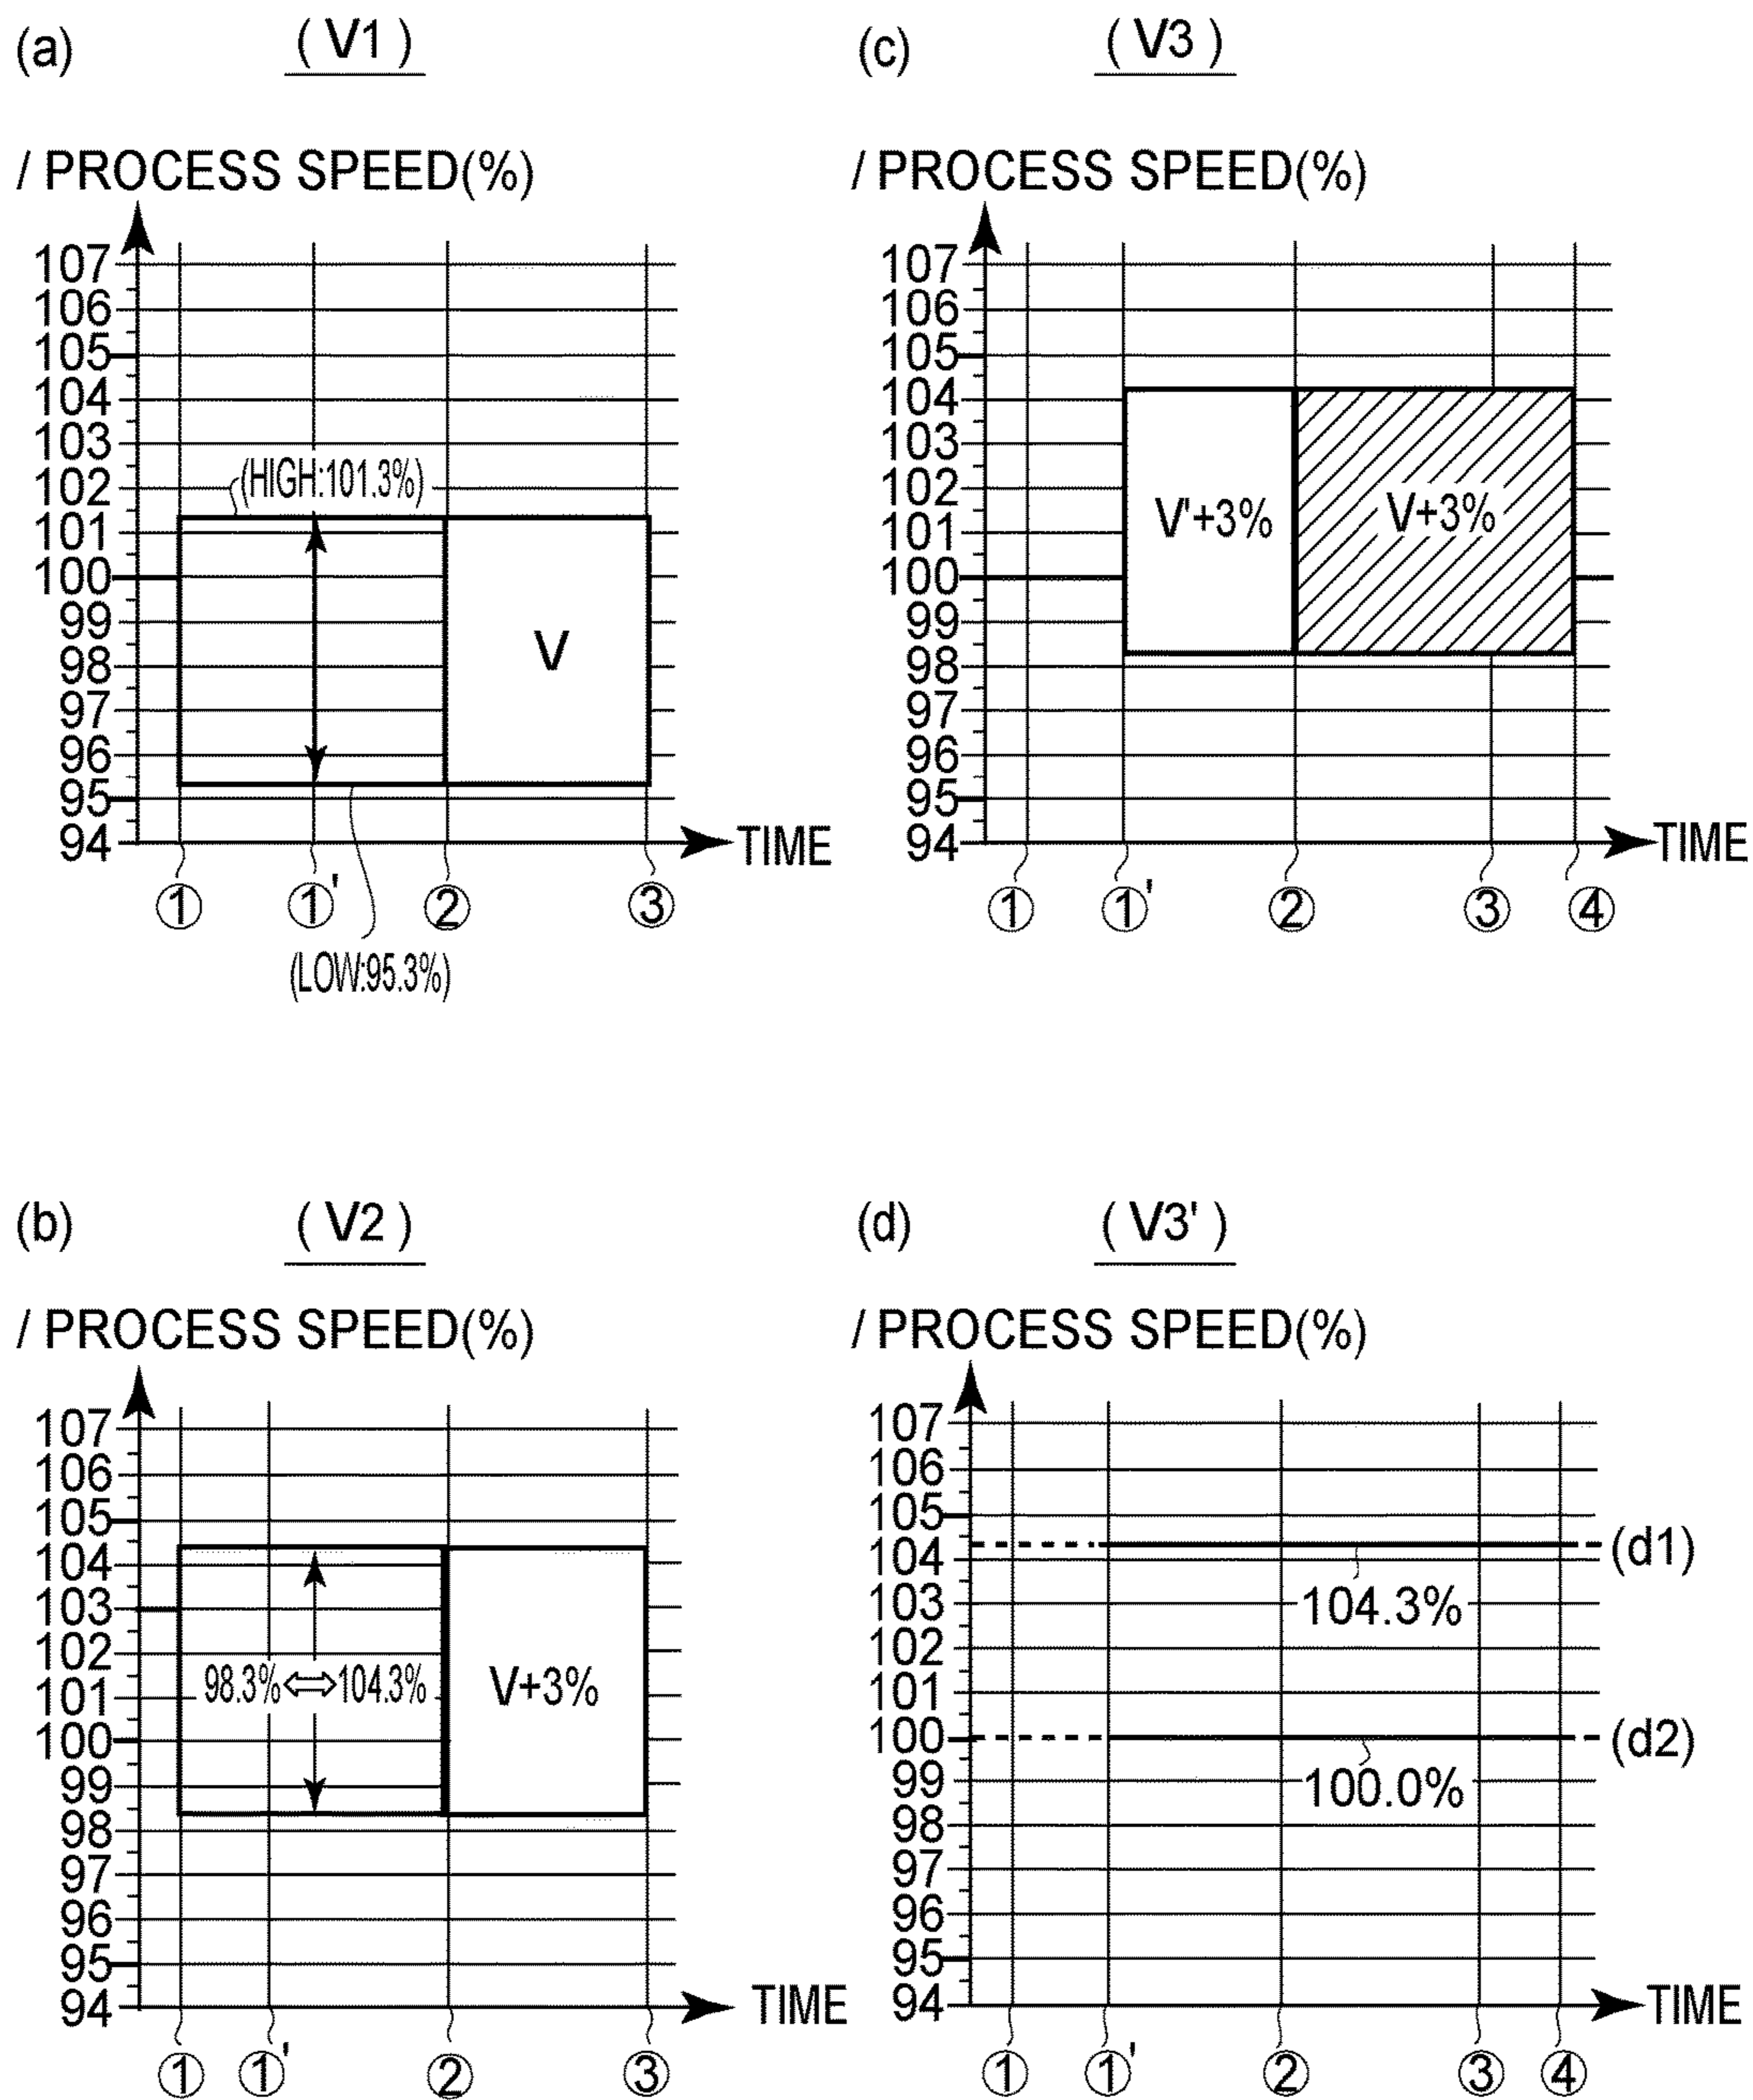 (a) ( V1 )
/ PROCESS SPEED(%)
107
106
105
104
103
102 (HIGH:101.3%)
101
100
99
98 V
97
96
95
94 TIME
① ①' ② ③
(LOW:95.3%)
(c) ( V3 )
/ PROCESS SPEED(%)
107
106
105
104
103
102
101 V'+3% V+3%
100
99
98
97
96
95
94 TIME
① ①' ② ③ ④
(b) ( V2 )
/ PROCESS SPEED(%)
107
106
105
104
103
102
101 98.3% ⇔ 104.3% V+3%
100
99
98
97
96
95
94 TIME
① ①' ② ③
(d) ( V3' )
/ PROCESS SPEED(%)
107
106
105
104 (d1)
103 104.3%
102
101
100 (d2)
99 100.0%
98
97
96
95
94 TIME
① ①' ② ③ ④